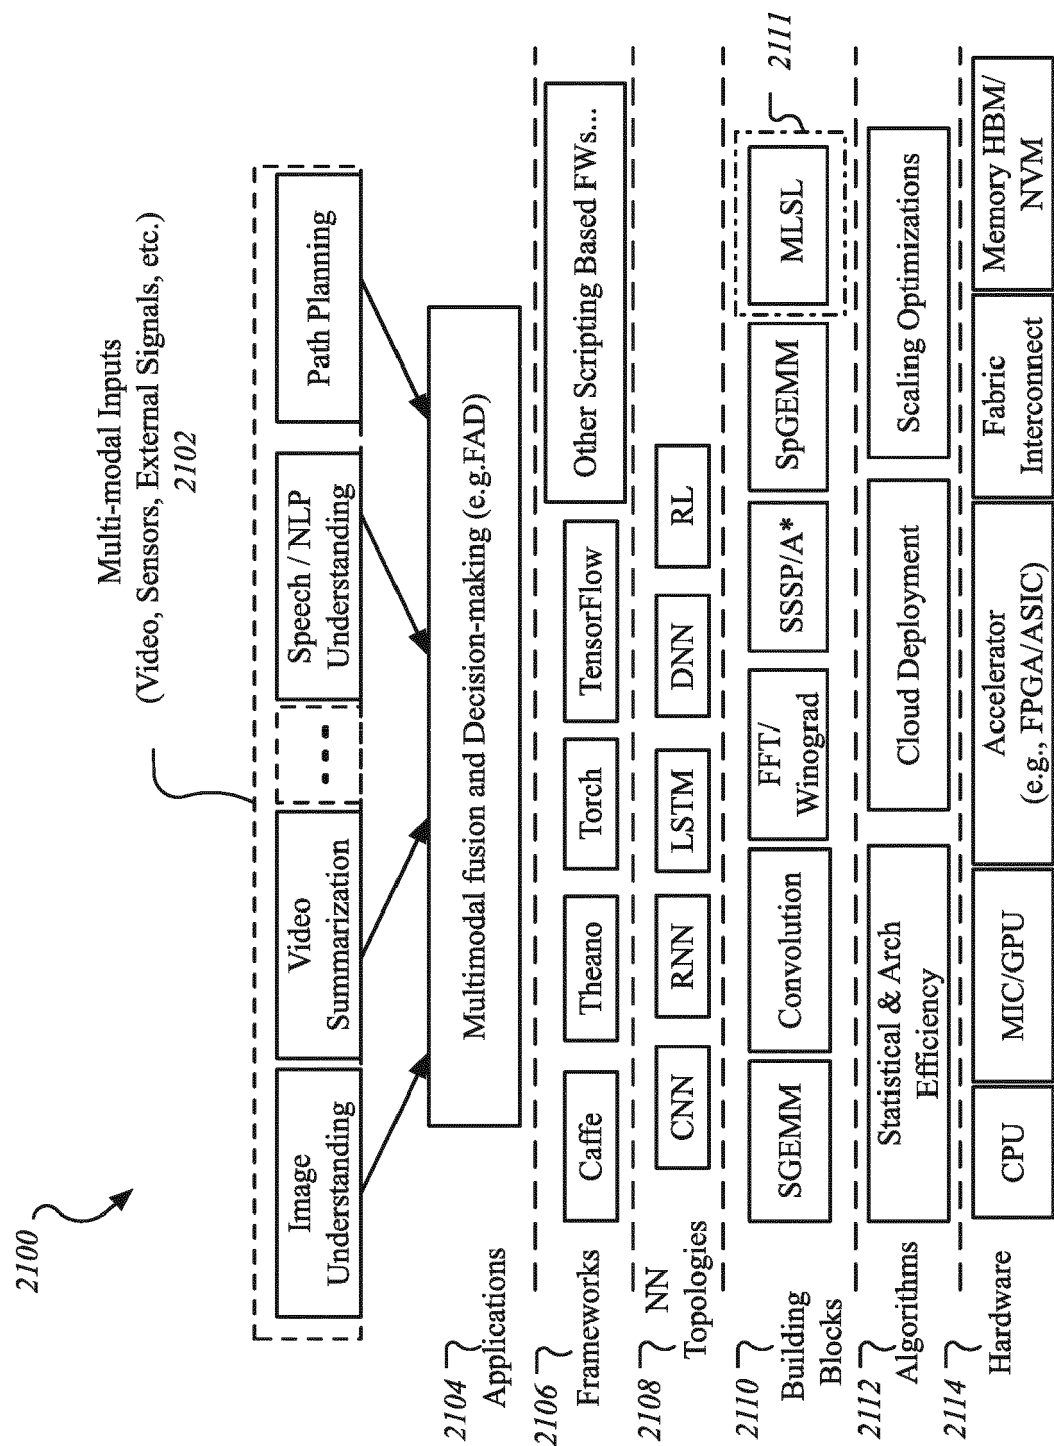 2100
Multi-modal Inputs
(Video, Sensors, External Signals, etc.)
2102
Image
Understanding
Video
Summarization
---
Speech / NLP
Understanding
Path Planning
2104
Applications
Multimodal fusion and Decision-making (e.g.FAD)
2106
Frameworks
Caffe
Theano
Torch
TensorFlow
Other Scripting Based FWs...
2108
NN
Topologies
CNN
RNN
LSTM
DNN
RL
2110
Building
Blocks
SGEMM
Convolution
FFT/
Winograd
SSSP/A*
SpGEMM
MLSL
2111
2112
Algorithms
Statistical & Arch
Efficiency
Cloud Deployment
Scaling Optimizations
2114
Hardware
CPU
MIC/GPU
Accelerator
(e.g., FPGA/ASIC)
Fabric
Interconnect
Memory HBM/
NVM